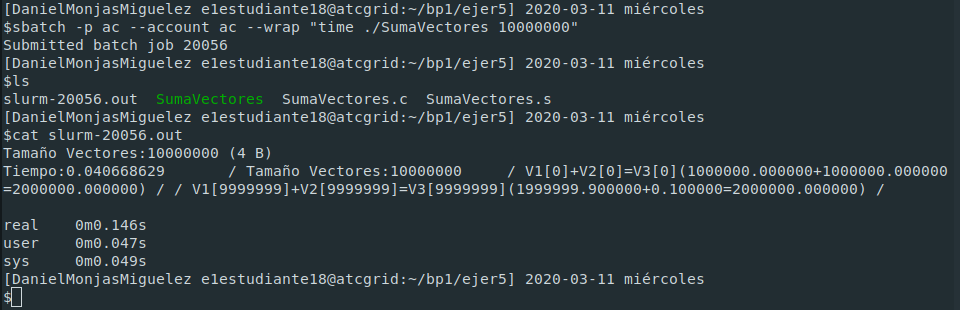 [DanielMonjasMiguelez e1estudiante18@atcgrid:~/bp1/ejer5] 2020-03-11 miércoles
$sbatch -p ac --account ac --wrap "time ./SumaVectores 10000000"
Submitted batch job 20056
[DanielMonjasMiguelez e1estudiante18@atcgrid:~/bp1/ejer5] 2020-03-11 miércoles
$ls
slurm-20056.out  SumaVectores  SumaVectores.c  SumaVectores.s
[DanielMonjasMiguelez e1estudiante18@atcgrid:~/bp1/ejer5] 2020-03-11 miércoles
$cat slurm-20056.out
Tamaño Vectores:10000000 (4 B)
Tiempo:0.040668629       / Tamaño Vectores:10000000     / V1[0]+V2[0]=V3[0](1000000.000000+1000000.000000
=2000000.000000) / / V1[9999999]+V2[9999999]=V3[9999999](1999999.900000+0.100000=2000000.000000) /
real    0m0.146s
user    0m0.047s
sys     0m0.049s
[DanielMonjasMiguelez e1estudiante18@atcgrid:~/bp1/ejer5] 2020-03-11 miércoles
$